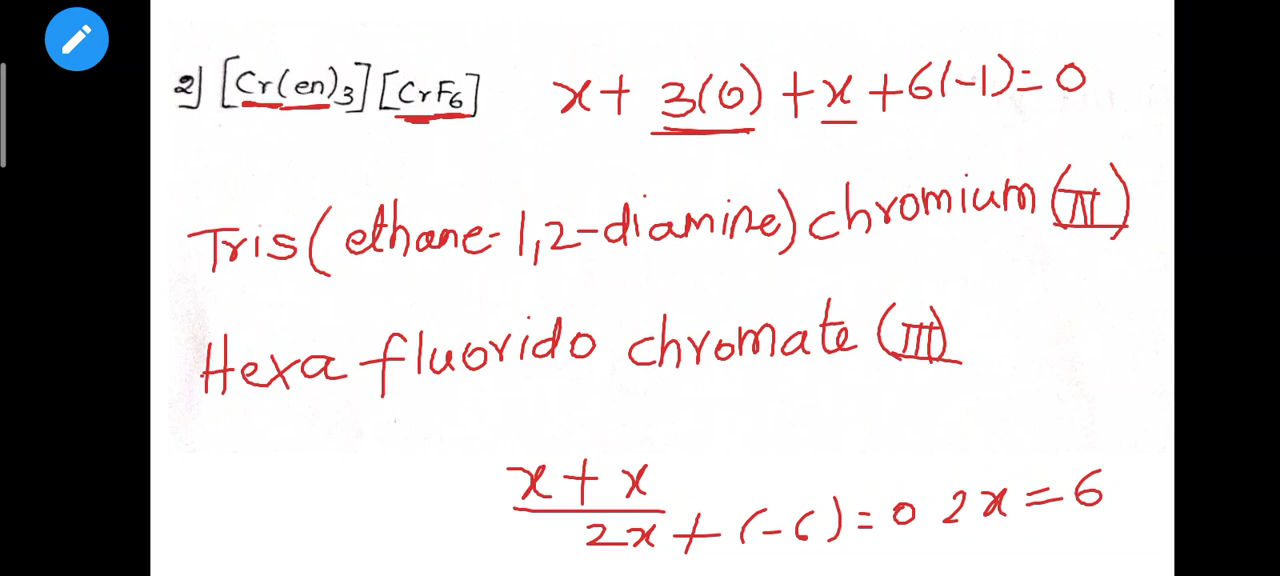 2] [Cr(en)3][CrF6] x + 3(0) + x + 6(-1) = 0
Tris(ethane-1,2-diamine)chromium(III)
Hexafluorido chromate (III)
x + x
2x + (-6) = 0 2x = 6